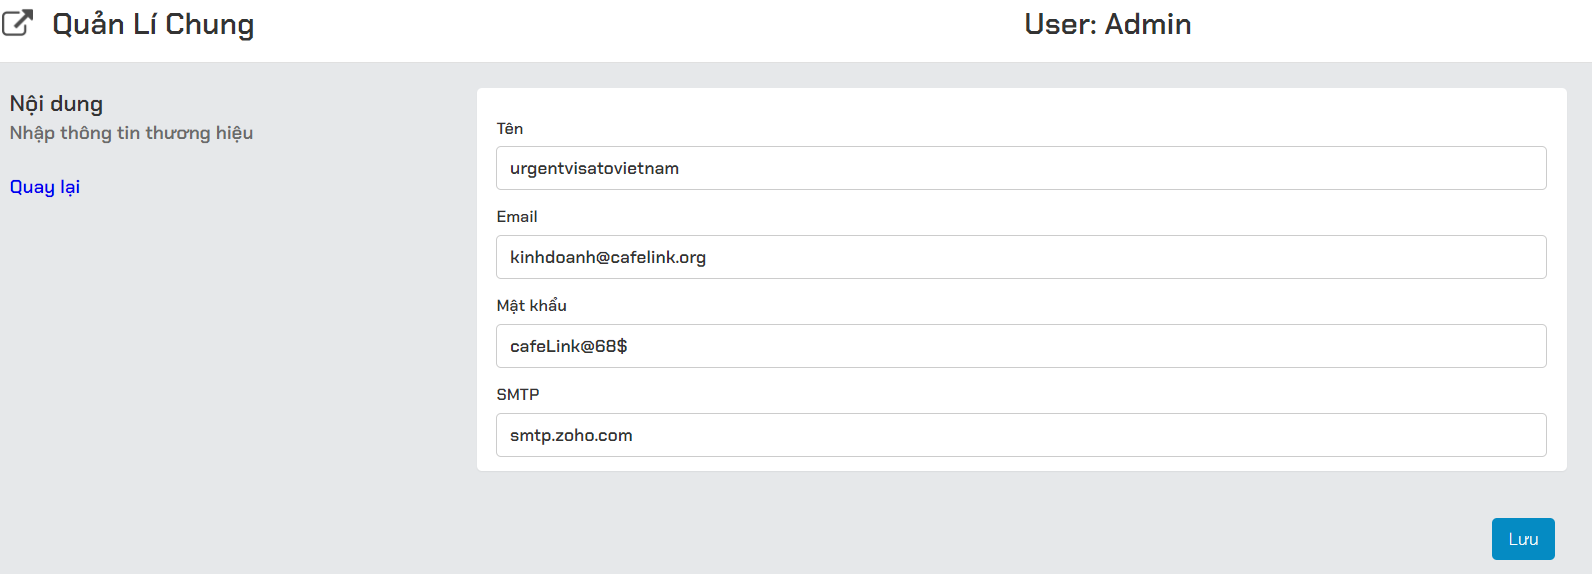 Quản Lí Chung
User: Admin
Nội dung
Nhập thông tin thương hiệu
Quay lại
Tên
urgentvisatovietnam
Email
kinhdoanh@cafelink.org
Mật khẩu
cafeLink@68$
SMTP
smtp.zoho.com
Lưu